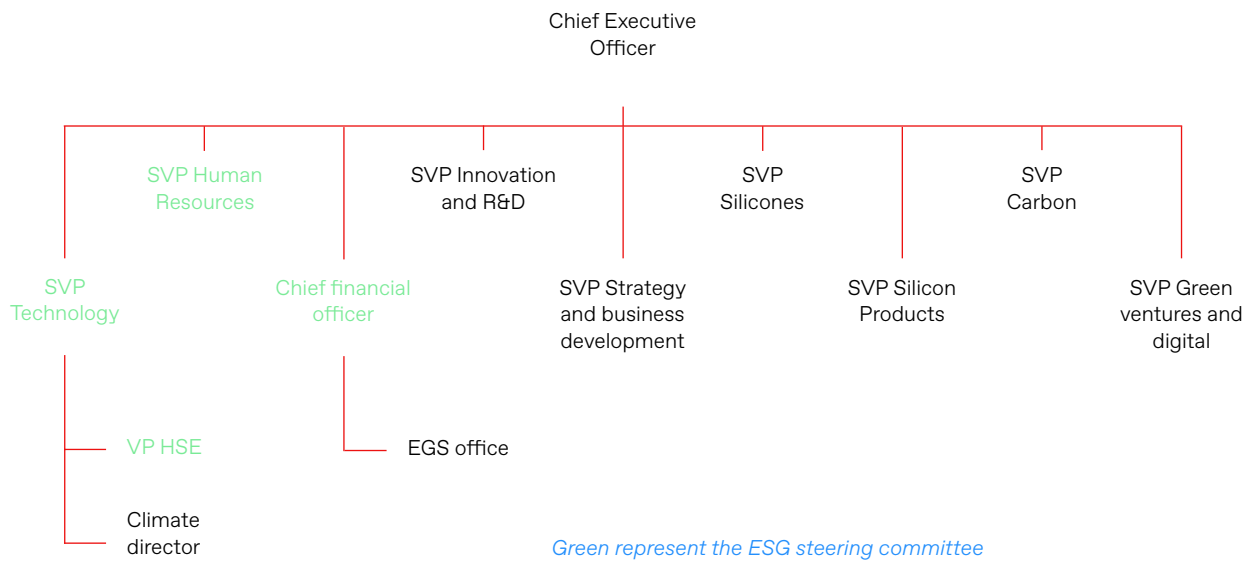 Chief Executive
Officer
SVP Human
Resources
SVP Innovation
and R&D
SVP
Silicones
SVP
Carbon
SVP
Technology
Chief financial
officer
SVP Strategy
and business
development
SVP Silicon
Products
SVP Green
ventures and
digital
VP HSE
EGS office
Climate
director
Green represent the ESG steering committee